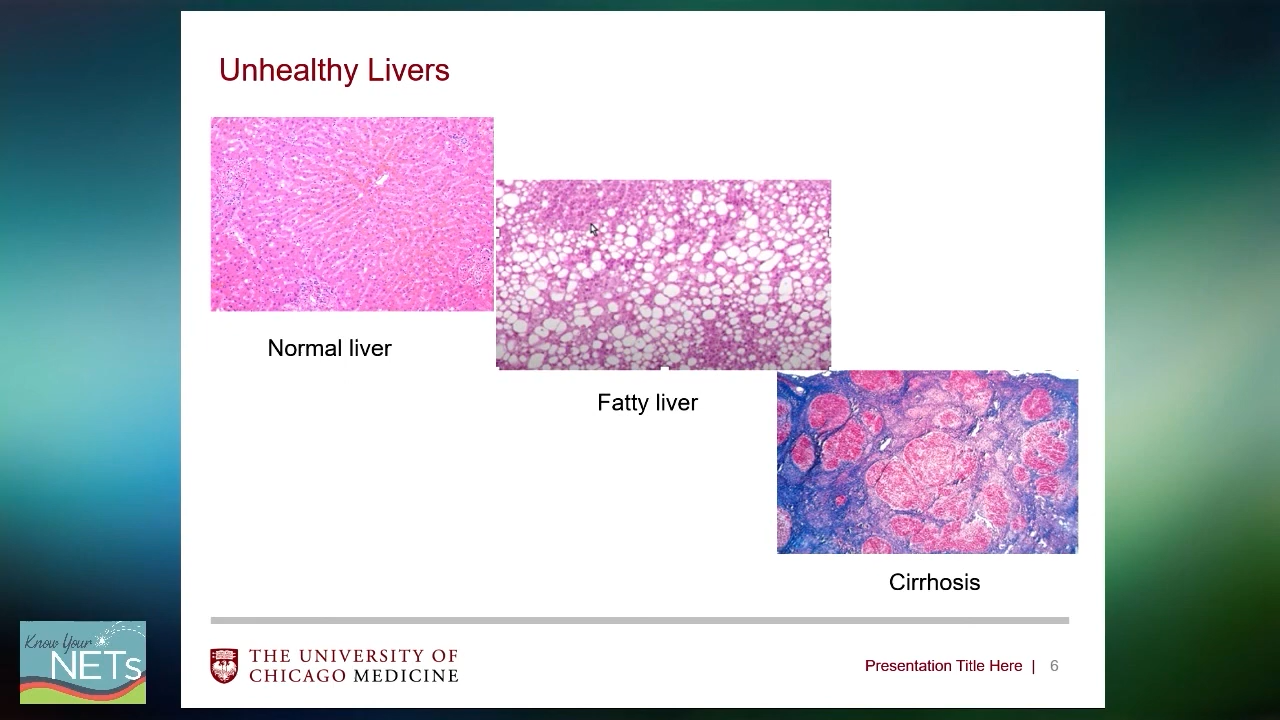 Unhealthy Livers
Normal liver
Fatty liver
Cirrhosis
Know Your
NETs
THE UNIVERSITY OF
CHICAGO MEDICINE
Presentation Title Here | 6